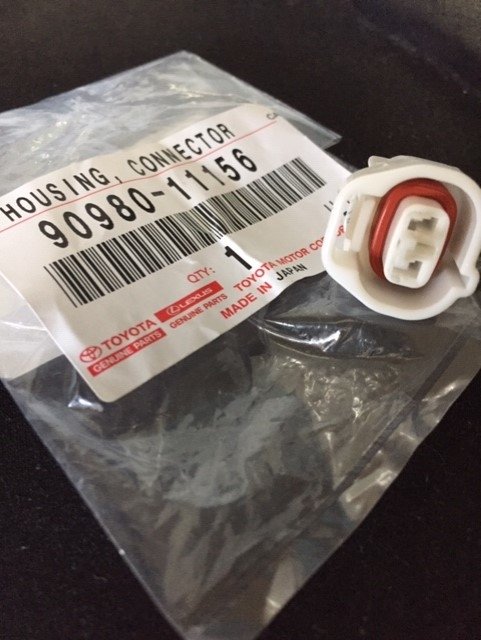 HOUSING, CONNECTOR
90980-11156
QTY: 1
TOYOTA
GENUINE PARTS
LEXUS
GENUINE PARTS
TOYOTA MOTOR
MADE IN JAPAN